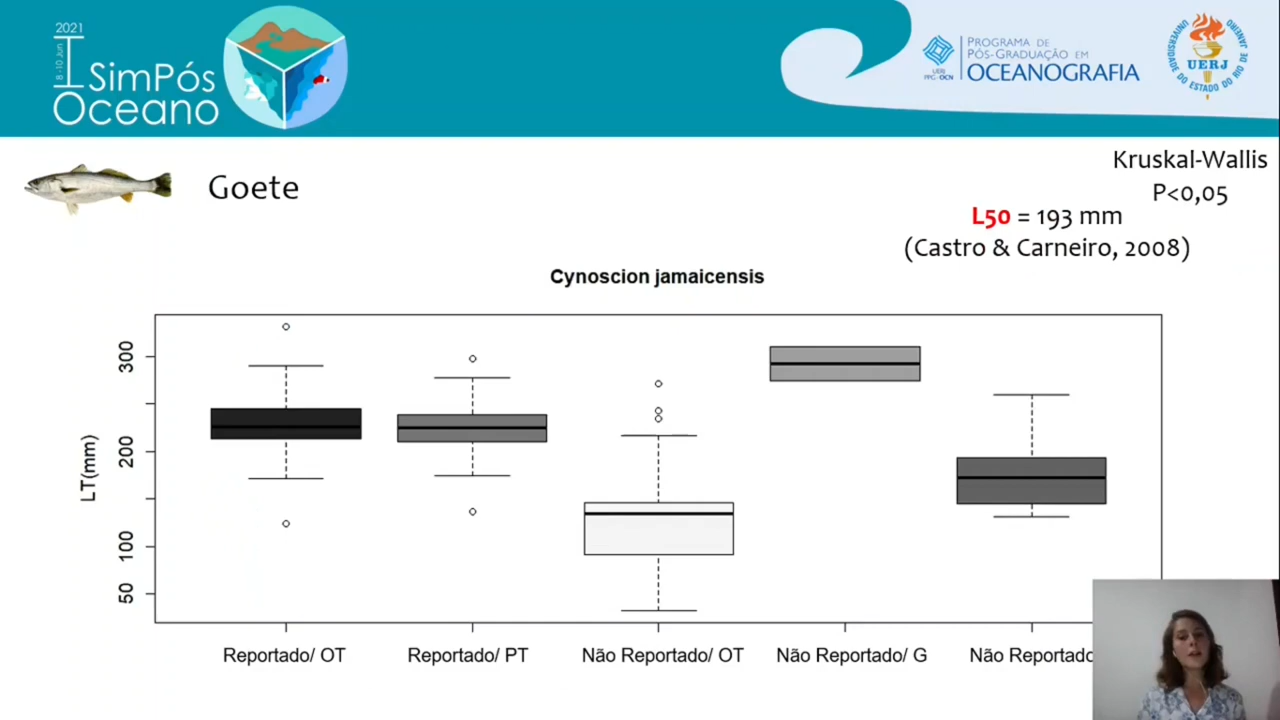 2021
I
8 - 10 Jun
SimPós
Oceano
PROGRAMA DE
PÓS-GRADUAÇÃO EM
OCEANOGRAFIA
UERJ
PPG OCN
UNIVERSIDADE DO ESTADO DO RIO DE JANEIRO
UERJ
Goete
Kruskal-Wallis
P<0,05
L50 = 193 mm
(Castro & Carneiro, 2008)
Cynoscion jamaicensis
LT(mm)
300
200
100
50
Reportado/ OT
Reportado/ PT
Não Reportado/ OT
Não Reportado/ G
Não Reportado